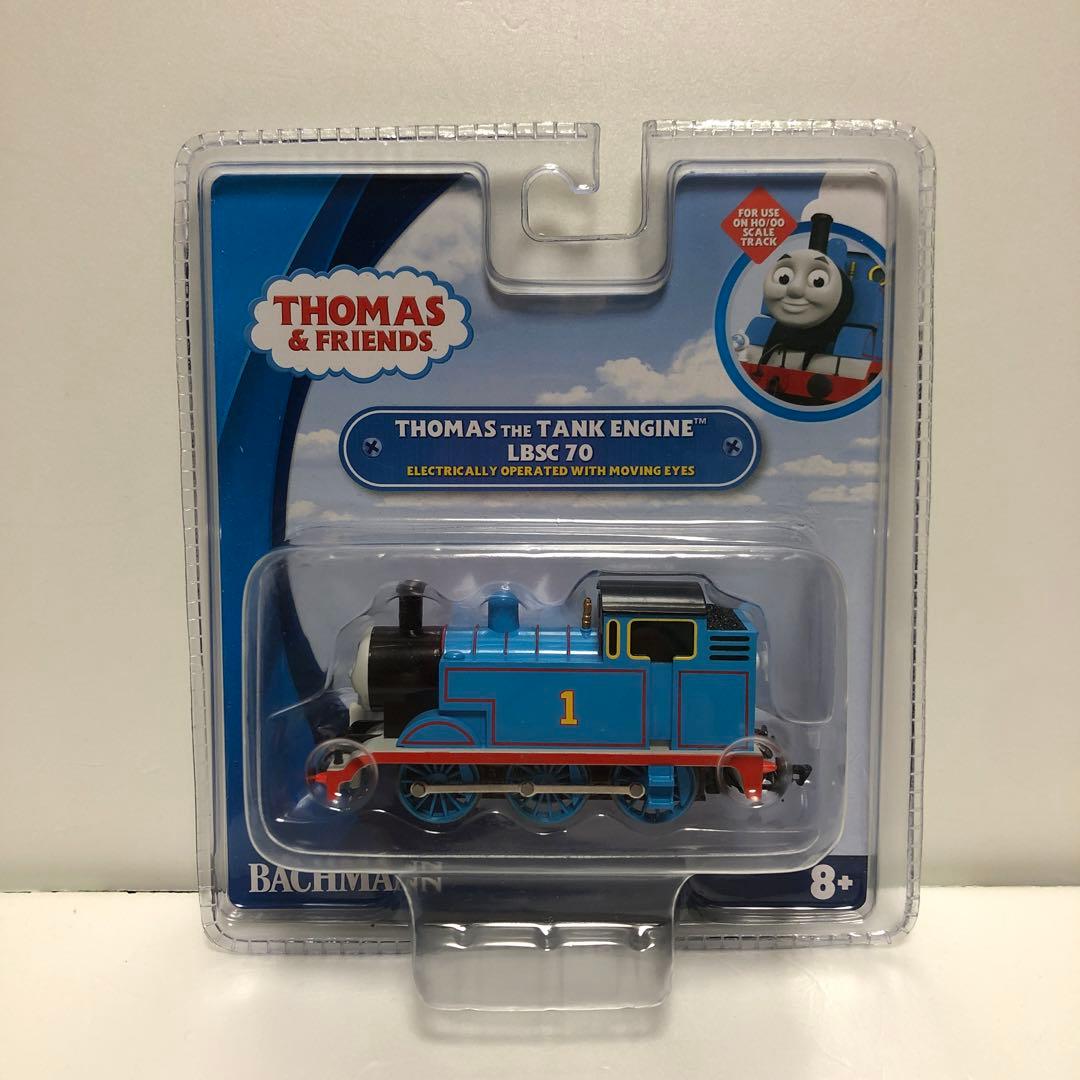 FOR USE
ON HO/OO
SCALE
TRACK
THOMAS
& FRIENDS™
THOMAS THE TANK ENGINE™
LBSC 70
ELECTRICALLY OPERATED WITH MOVING EYES
1
BACHMANN
8+